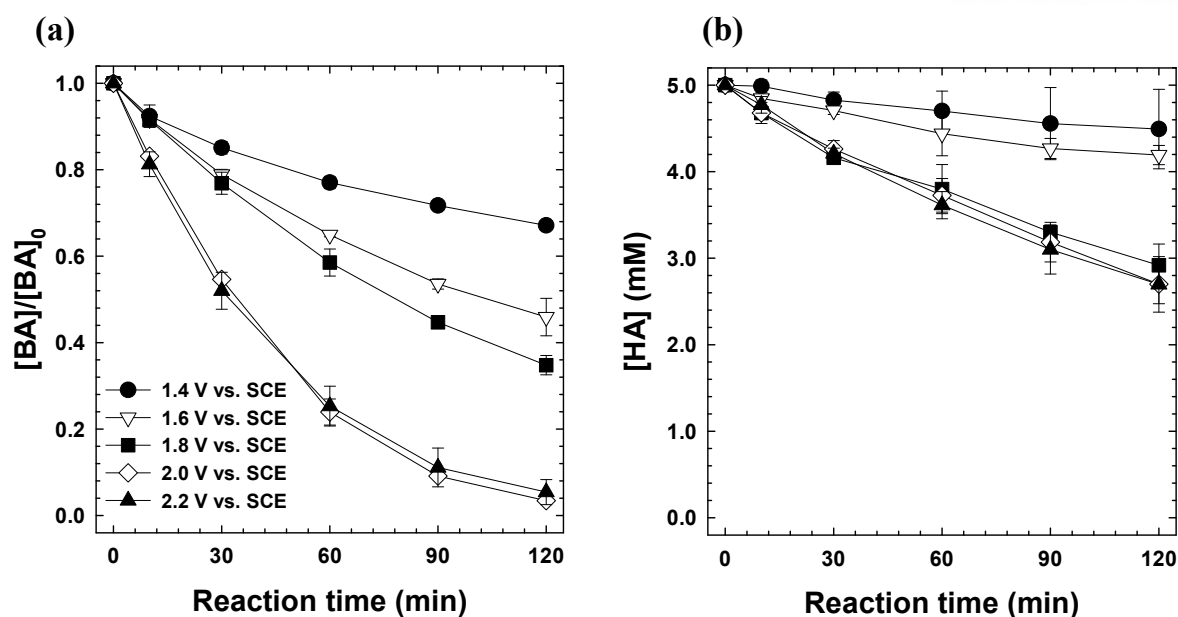 (a)
[BA]/[BA]0
1.0
0.8
0.6
0.4
0.2
0.0
1.4 V vs. SCE
1.6 V vs. SCE
1.8 V vs. SCE
2.0 V vs. SCE
2.2 V vs. SCE
0 30 60 90 120
Reaction time (min)
(b)
[HA] (mM)
5.0
4.0
3.0
2.0
1.0
0.0
0 30 60 90 120
Reaction time (min)